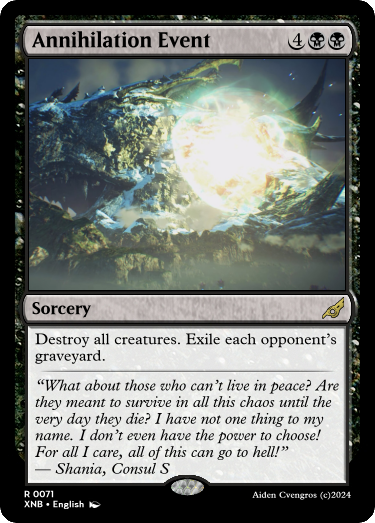 Annihilation Event 4
Sorcery
Destroy all creatures. Exile each opponent's
graveyard.
“What about those who can't live in peace? Are
they meant to survive in all this chaos until the
very day they die? I have not one thing to my
name. I don't even have the power to choose!
For all I care, all of this can go to hell!”
— Shania, Consul S
R 0071
XNB • English
Aiden Cvengros (c)2024